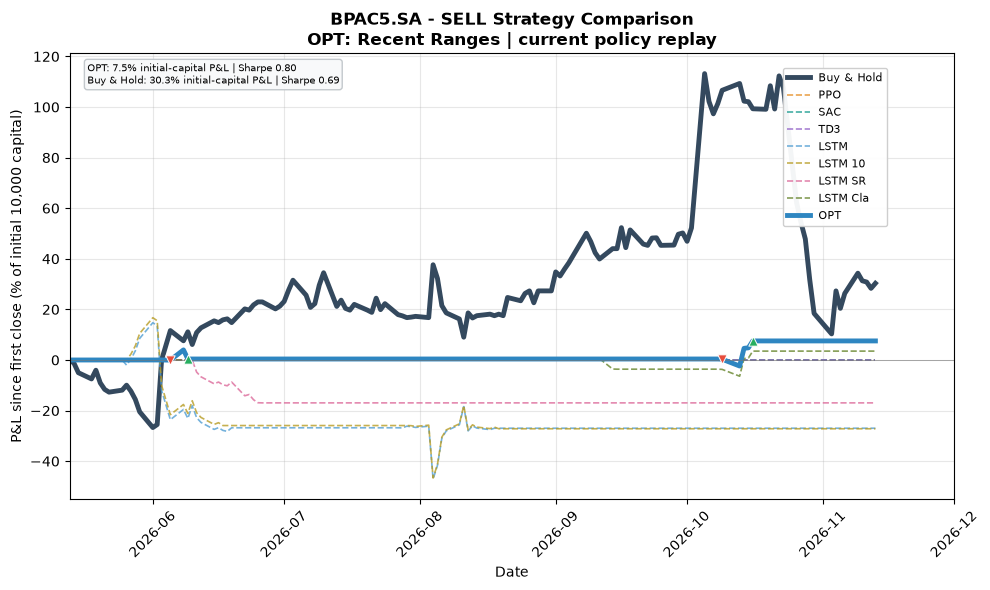 BPAC5.SA - SELL Strategy Comparison
OPT: Recent Ranges | current policy replay
OPT: 7.5% initial-capital P&L | Sharpe 0.80
Buy & Hold: 30.3% initial-capital P&L | Sharpe 0.69
Buy & Hold
PPO
SAC
TD3
LSTM
LSTM 10
LSTM SR
LSTM Cla
OPT
P&L since first close (% of initial 10,000 capital)
120
100
80
60
40
20
0
−20
−40
2026-06
2026-07
2026-08
2026-09
2026-10
2026-11
2026-12
Date